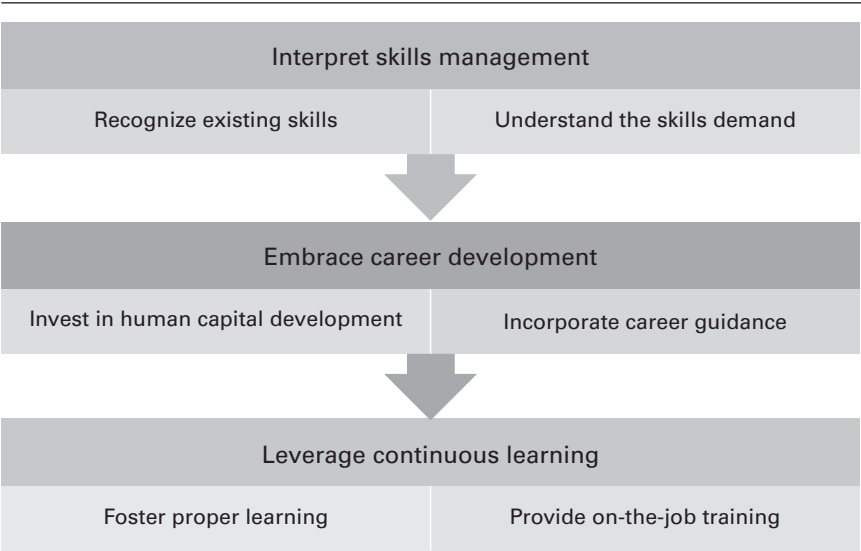 Interpret skills management
Recognize existing skills
Understand the skills demand
Embrace career development
Invest in human capital development
Incorporate career guidance
Leverage continuous learning
Foster proper learning
Provide on-the-job training